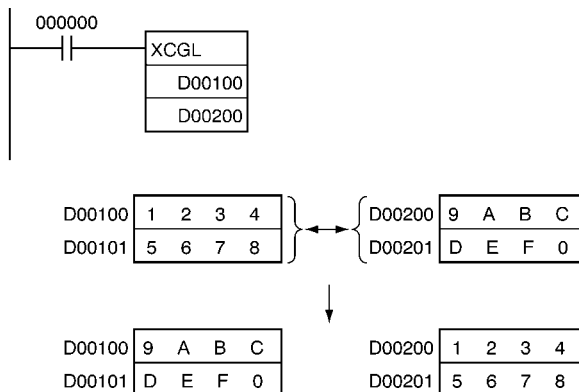 000000
XCGL
D00100
D00200
D00100 1 2 3 4 D00200 9 A B C
D00101 5 6 7 8 D00201 D E F 0
D00100 9 A B C D00200 1 2 3 4
D00101 D E F 0 D00201 5 6 7 8